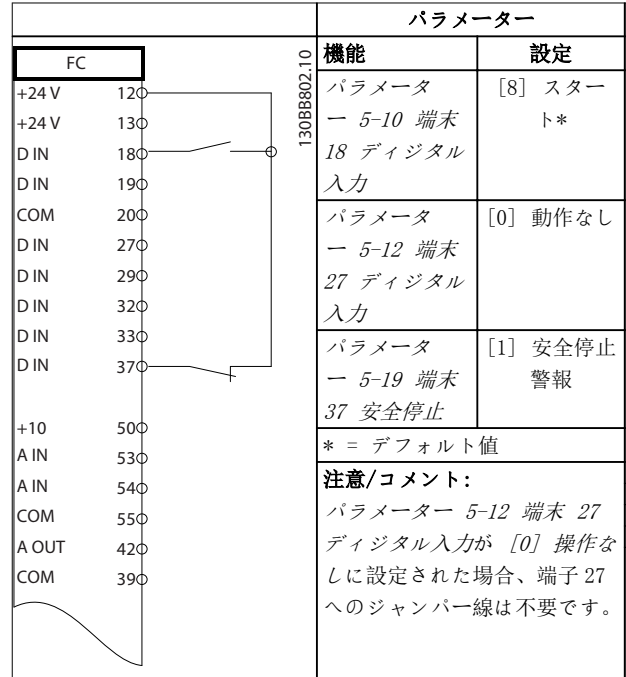 FC
+24 V 12
+24 V 13
D IN 18
D IN 19
COM 20
D IN 27
D IN 29
D IN 32
D IN 33
D IN 37
+10 50
A IN 53
A IN 54
COM 55
A OUT 42
COM 39
130BB802.10
パラメーター
機能 設定
パラメータ
ー 5-10 端末
18 ディジタル
入力
[8] スター
ト*
パラメータ
ー 5-12 端末
27 ディジタル
入力
[0] 動作なし
パラメータ
ー 5-19 端末
37 安全停止
[1] 安全停止
警報
* = デフォルト値
注意/コメント:
パラメーター 5-12 端末 27
ディジタル入力が [0] 操作な
しに設定された場合、端子 27
へのジャンパー線は不要です。